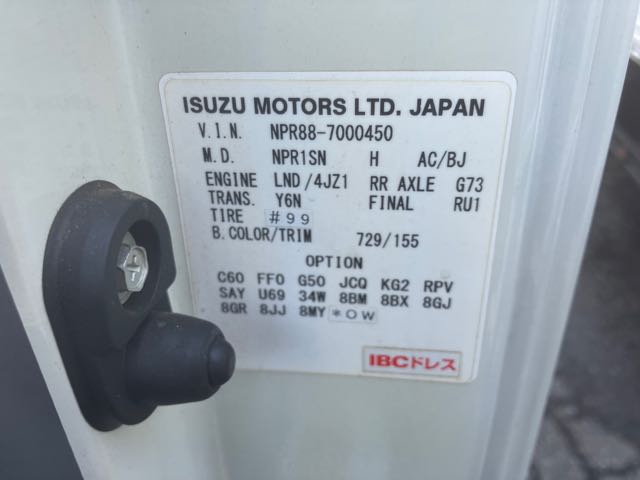 ISUZU MOTORS LTD. JAPAN
V.I.N. NPR88-7000450
M.D. NPR1SN H AC/BJ
ENGINE LND/4JZ1 RR AXLE G73
TRANS. Y6N FINAL RU1
TIRE #99
B.COLOR/TRIM 729/155
OPTION
C60 FF0 G50 JCQ KG2 RPV
SAY U69 34W 8BM 8BX 8GJ
8GR 8JJ 8MY *0W
IBCドレス